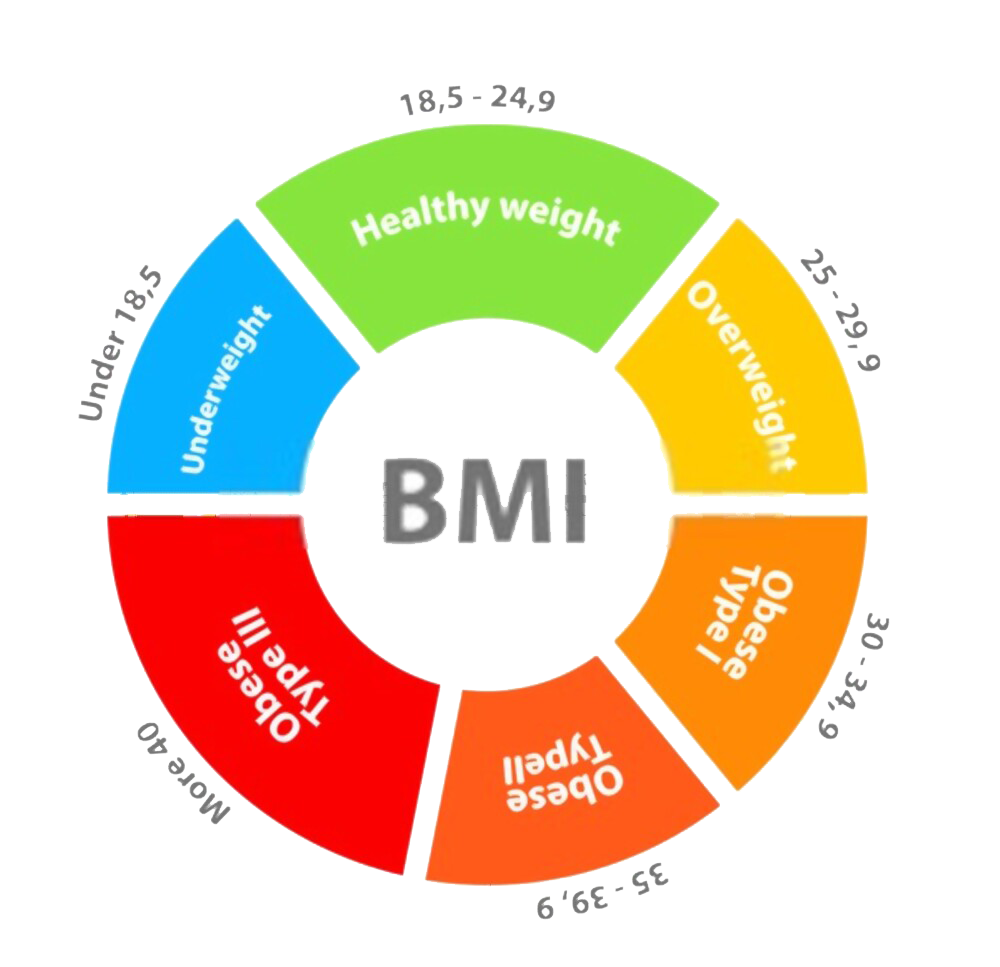 18,5 - 24,9
Healthy weight
25 - 29, 9
Overweight
30 - 34, 9
Obese
Type I
35 - 39, 9
Obese
TypeII
More 40
Obese
Type III
Under 18,5
Underweight
BMI